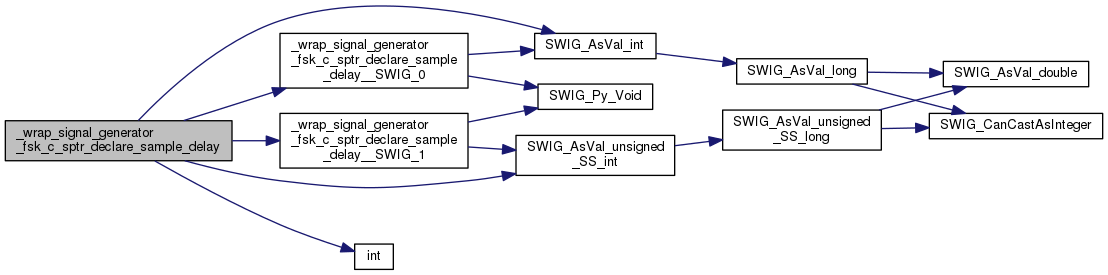 _wrap_signal_generator
_fsk_c_sptr_declare_sample_delay
_wrap_signal_generator
_fsk_c_sptr_declare_sample
_delay__SWIG_0
_wrap_signal_generator
_fsk_c_sptr_declare_sample
_delay__SWIG_1
int
SWIG_AsVal_int
SWIG_Py_Void
SWIG_AsVal_unsigned
_SS_int
SWIG_AsVal_long
SWIG_AsVal_unsigned
_SS_long
SWIG_AsVal_double
SWIG_CanCastAsInteger